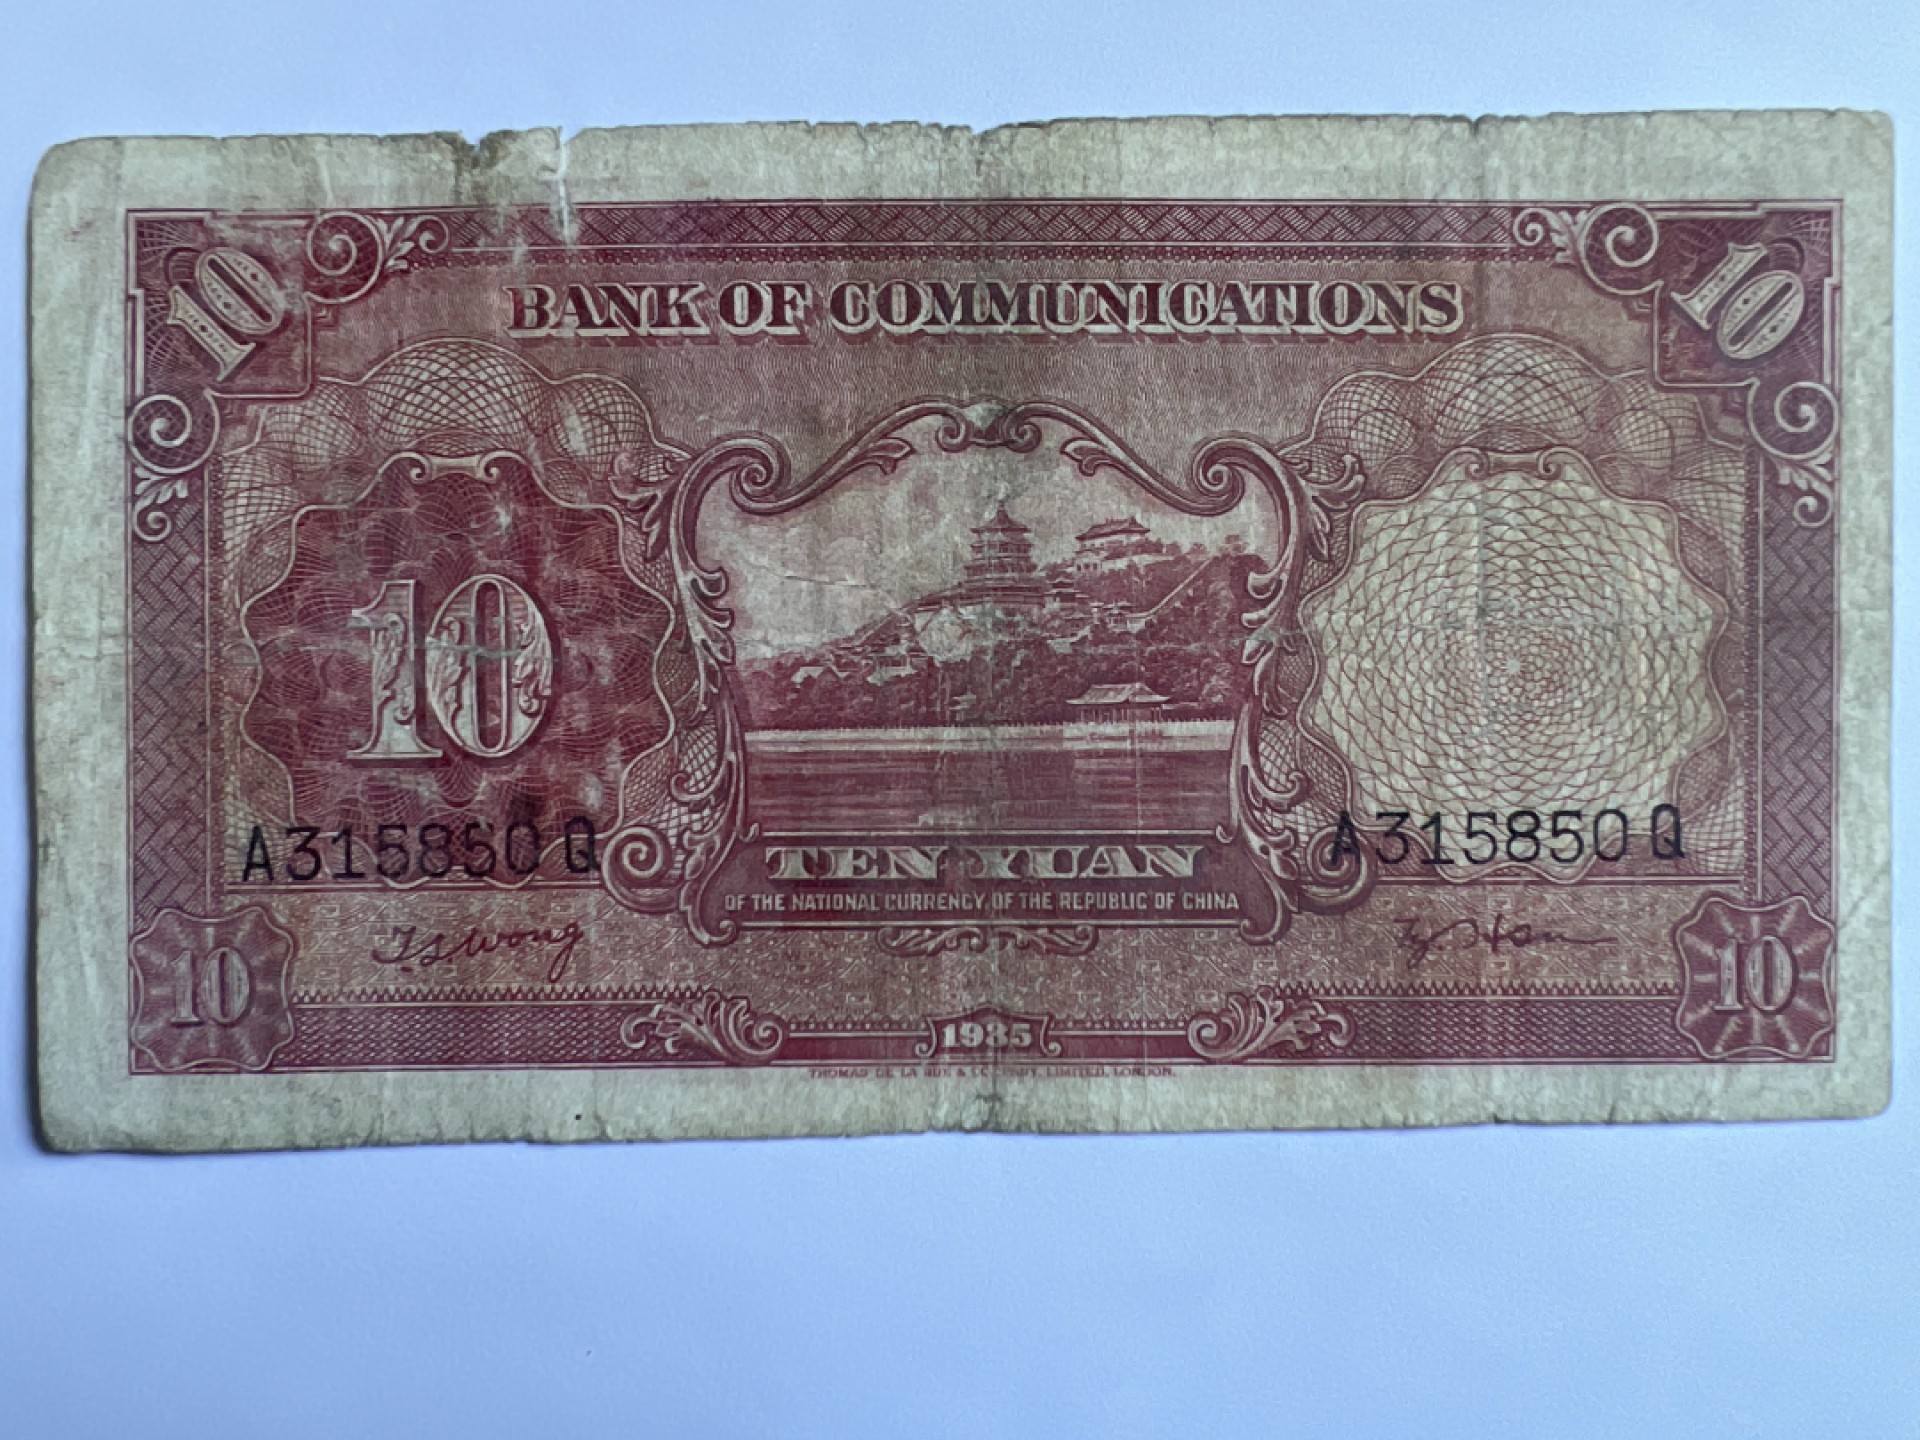 10 10
BANK OF COMMUNICATIONS
10
A315850Q A315850Q
TEN YUAN
OF THE NATIONAL CURRENCY OF THE REPUBLIC OF CHINA
T.S. Wong
10 10
1935
THOMAS DE LA RUE & COMPANY, LIMITED, LONDON.